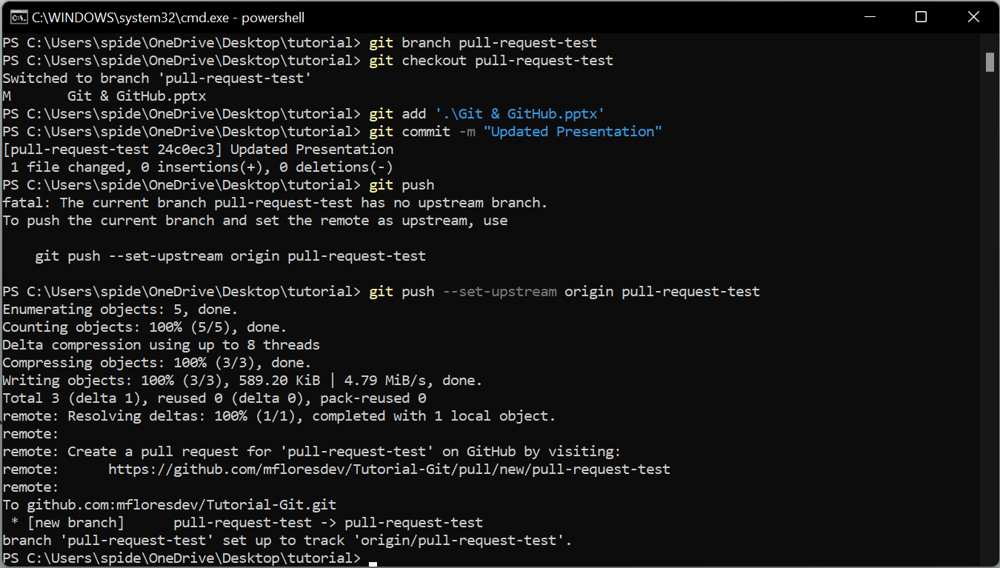 C:\WINDOWS\system32\cmd.exe - powershell
PS C:\Users\spide\OneDrive\Desktop\tutorial> git branch pull-request-test
PS C:\Users\spide\OneDrive\Desktop\tutorial> git checkout pull-request-test
Switched to branch 'pull-request-test'
M       Git & GitHub.pptx
PS C:\Users\spide\OneDrive\Desktop\tutorial> git add '.\Git & GitHub.pptx'
PS C:\Users\spide\OneDrive\Desktop\tutorial> git commit -m "Updated Presentation"
[pull-request-test 24c0ec3] Updated Presentation
 1 file changed, 0 insertions(+), 0 deletions(-)
PS C:\Users\spide\OneDrive\Desktop\tutorial> git push
fatal: The current branch pull-request-test has no upstream branch.
To push the current branch and set the remote as upstream, use

    git push --set-upstream origin pull-request-test

PS C:\Users\spide\OneDrive\Desktop\tutorial> git push --set-upstream origin pull-request-test
Enumerating objects: 5, done.
Counting objects: 100% (5/5), done.
Delta compression using up to 8 threads
Compressing objects: 100% (3/3), done.
Writing objects: 100% (3/3), 589.20 KiB | 4.79 MiB/s, done.
Total 3 (delta 1), reused 0 (delta 0), pack-reused 0
remote: Resolving deltas: 100% (1/1), completed with 1 local object.
remote:
remote: Create a pull request for 'pull-request-test' on GitHub by visiting:
remote:      https://github.com/mfloresdev/Tutorial-Git/pull/new/pull-request-test
remote:
To github.com:mfloresdev/Tutorial-Git.git
 * [new branch]      pull-request-test -> pull-request-test
branch 'pull-request-test' set up to track 'origin/pull-request-test'.
PS C:\Users\spide\OneDrive\Desktop\tutorial>